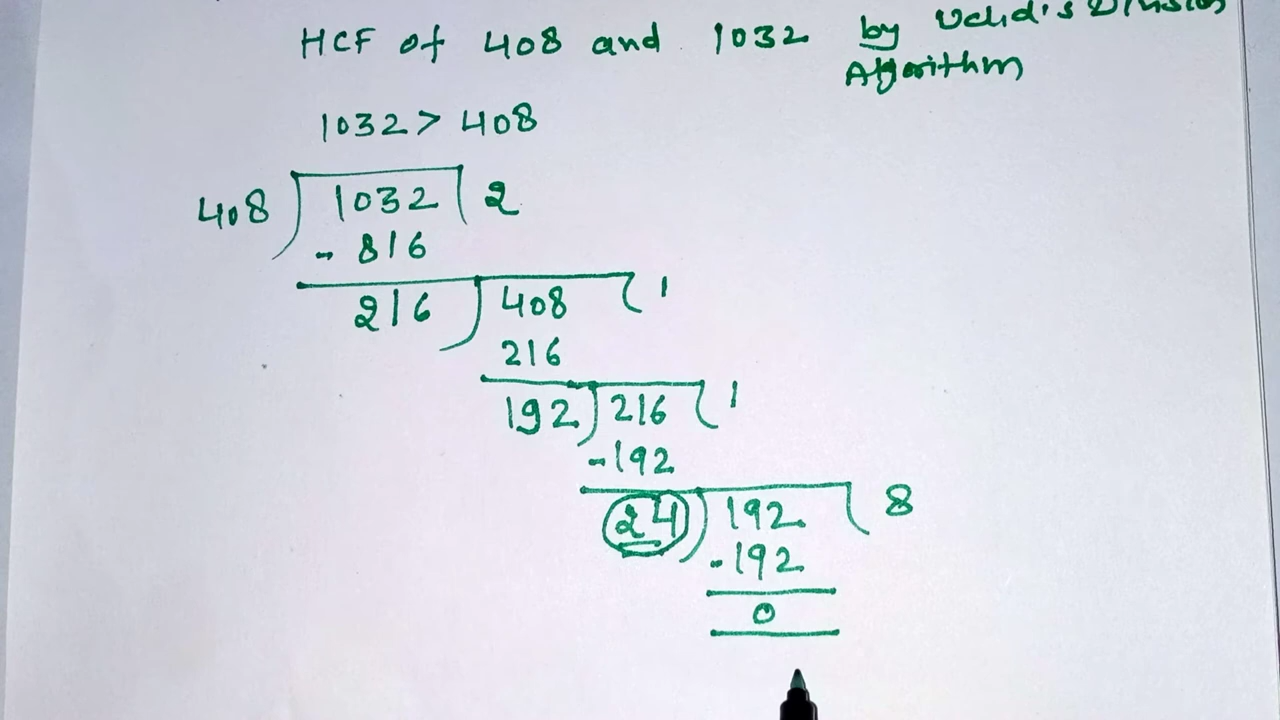 HCF of 408 and 1032 by Uclid's Division
Algorithm
1032 > 408
408 ) 1032 ( 2
- 816
216 ) 408 ( 1
216
192 ) 216 ( 1
-192
24 ) 192 ( 8
-192
0